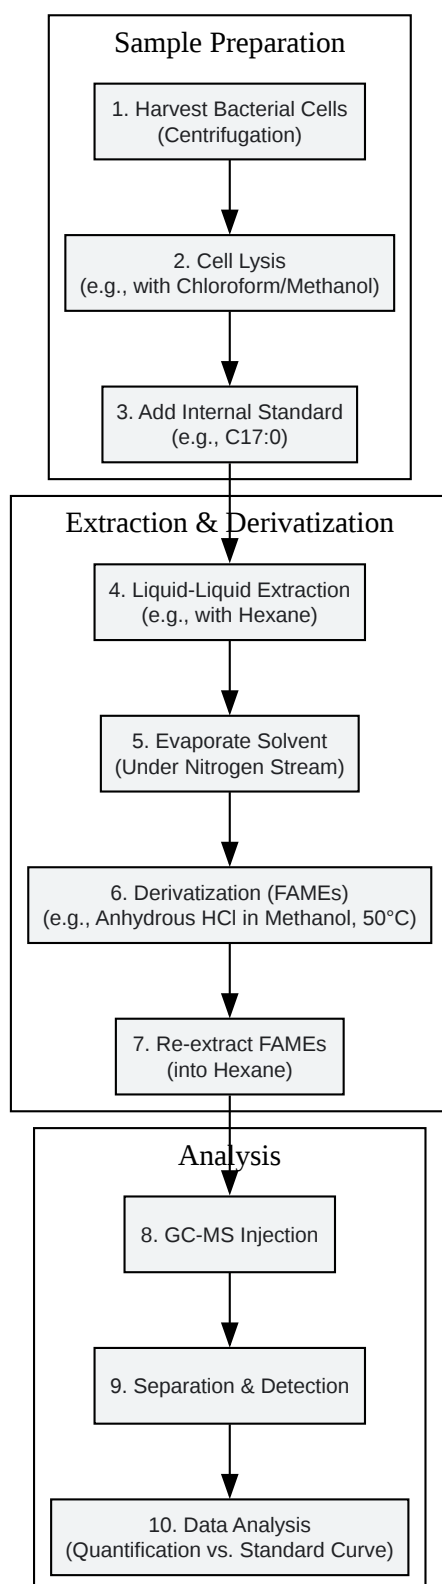 Sample Preparation
1. Harvest Bacterial Cells
(Centrifugation)
2. Cell Lysis
(e.g., with Chloroform/Methanol)
3. Add Internal Standard
(e.g., C17:0)
Extraction & Derivatization
4. Liquid-Liquid Extraction
(e.g., with Hexane)
5. Evaporate Solvent
(Under Nitrogen Stream)
6. Derivatization (FAMEs)
(e.g., Anhydrous HCl in Methanol, 50°C)
7. Re-extract FAMEs
(into Hexane)
Analysis
8. GC-MS Injection
9. Separation & Detection
10. Data Analysis
(Quantification vs. Standard Curve)